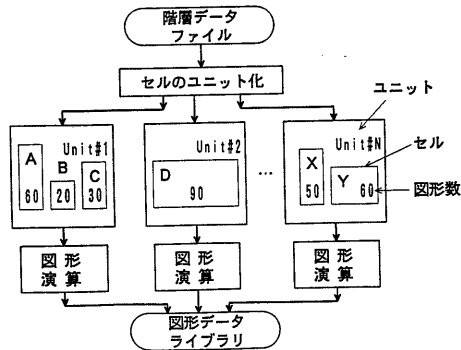 階層データ
ファイル
セルのユニット化
ユニット
Unit#1
A
60
B
20
C
30
Unit#2
D
90
...
Unit#N
X
50
Y
60
セル
図形数
図形
演算
図形
演算
図形
演算
図形データ
ライブラリ